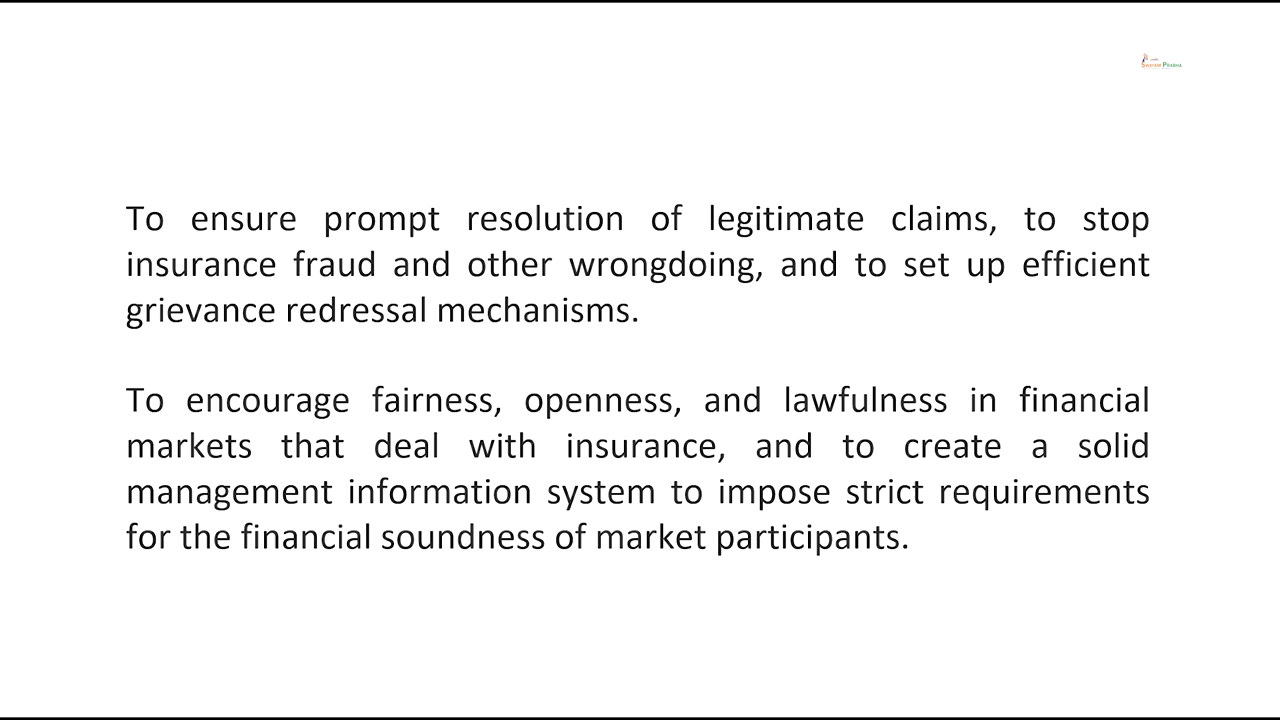 SWAYAM PRABHA
To ensure prompt resolution of legitimate claims, to stop
insurance fraud and other wrongdoing, and to set up efficient
grievance redressal mechanisms.
To encourage fairness, openness, and lawfulness in financial
markets that deal with insurance, and to create a solid
management information system to impose strict requirements
for the financial soundness of market participants.